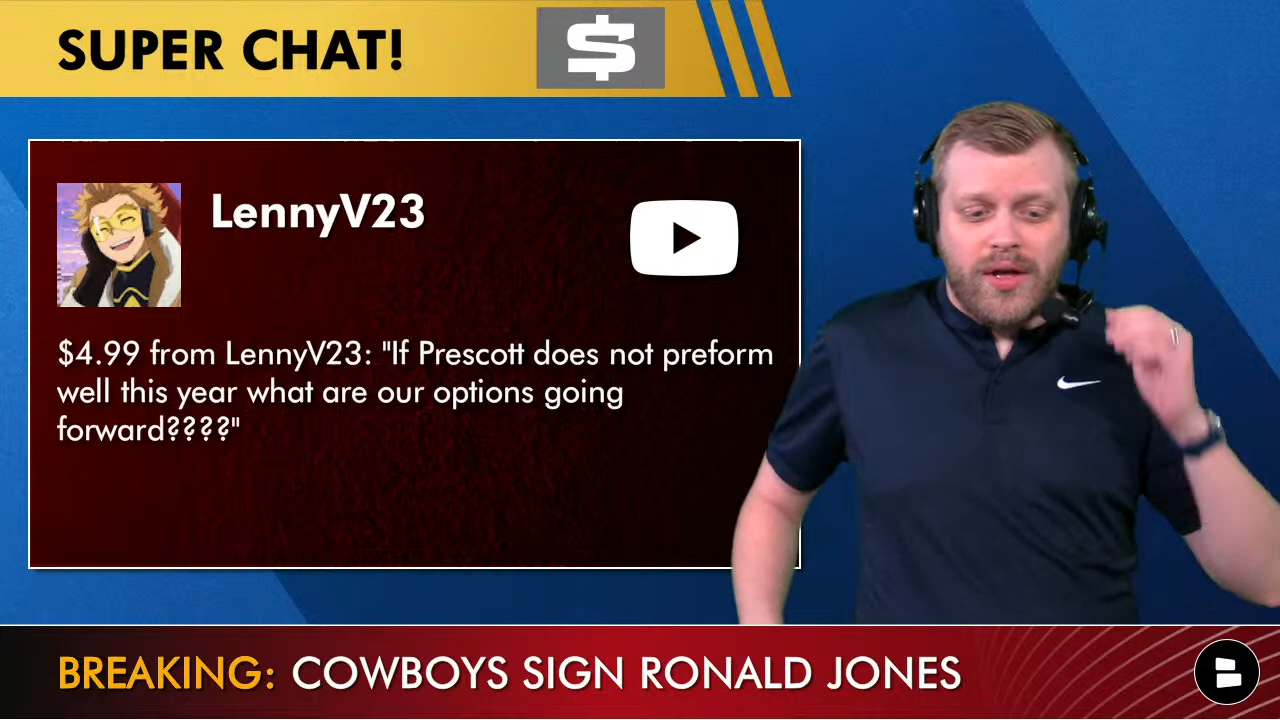 SUPER CHAT!
$
LennyV23
$4.99 from LennyV23: "If Prescott does not preform
well this year what are our options going
forward????"
BREAKING: COWBOYS SIGN RONALD JONES